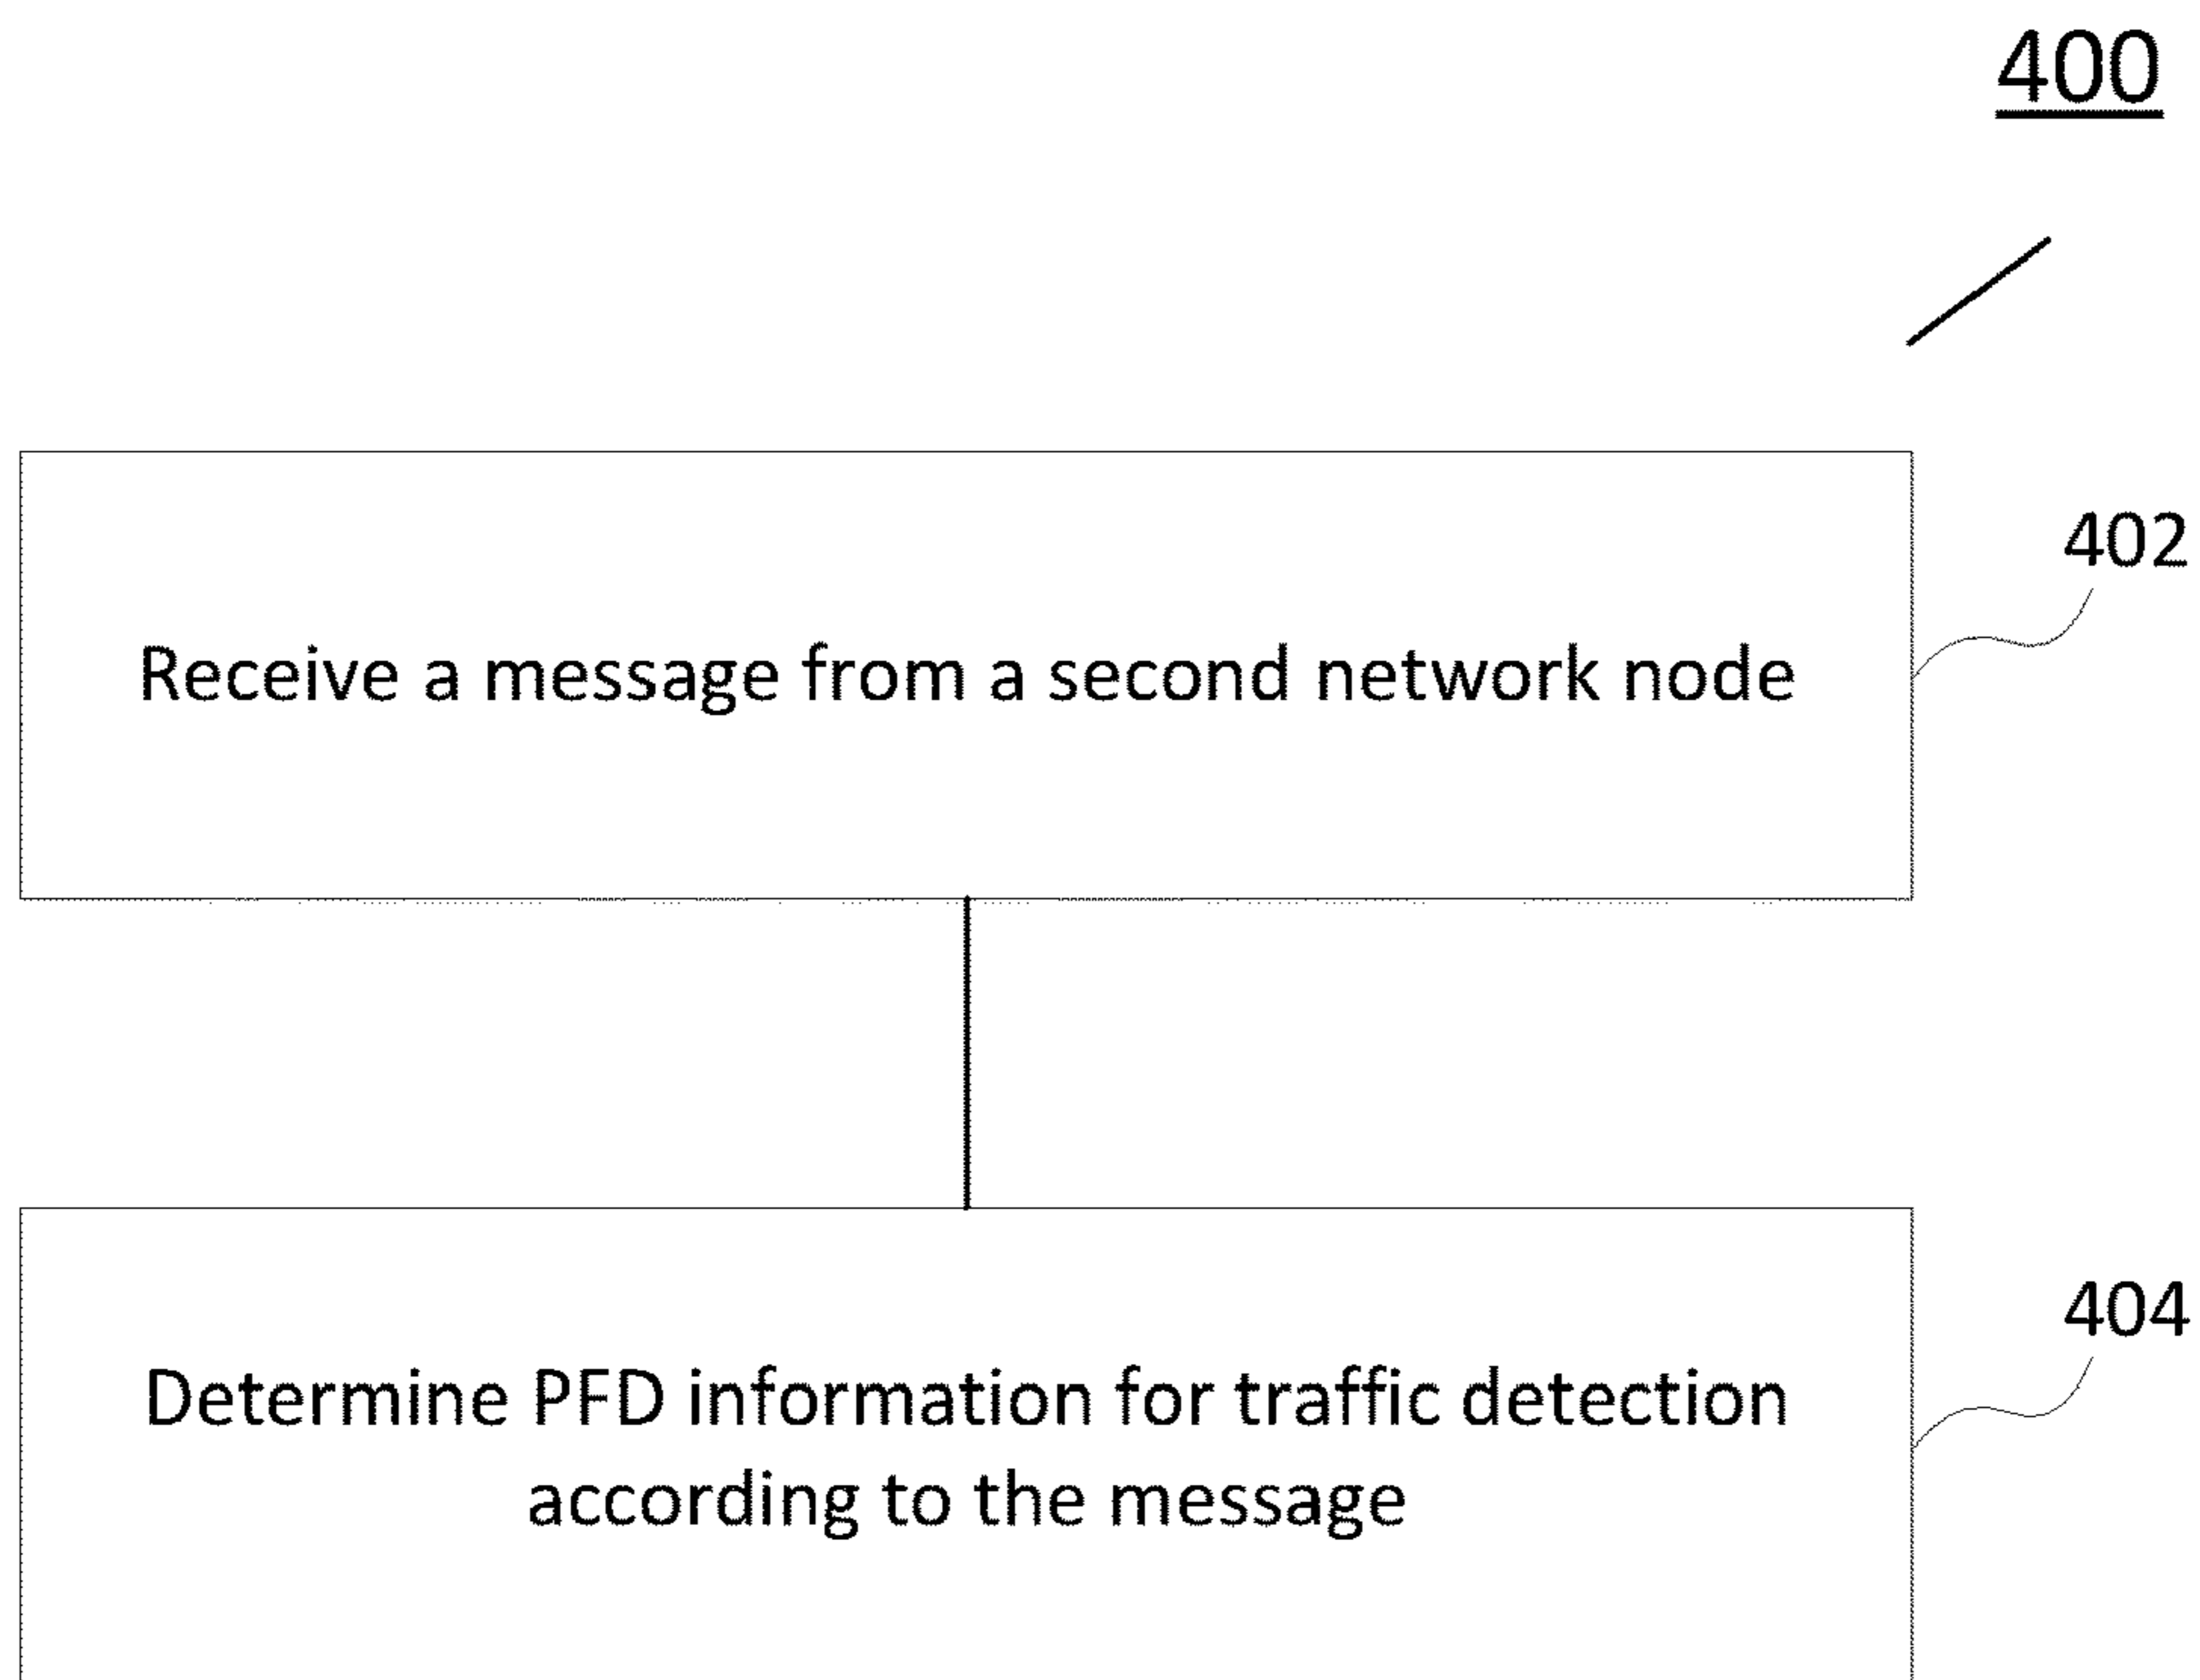 400
402
Receive a message from a second network node
404
Determine PFD information for traffic detection
according to the message